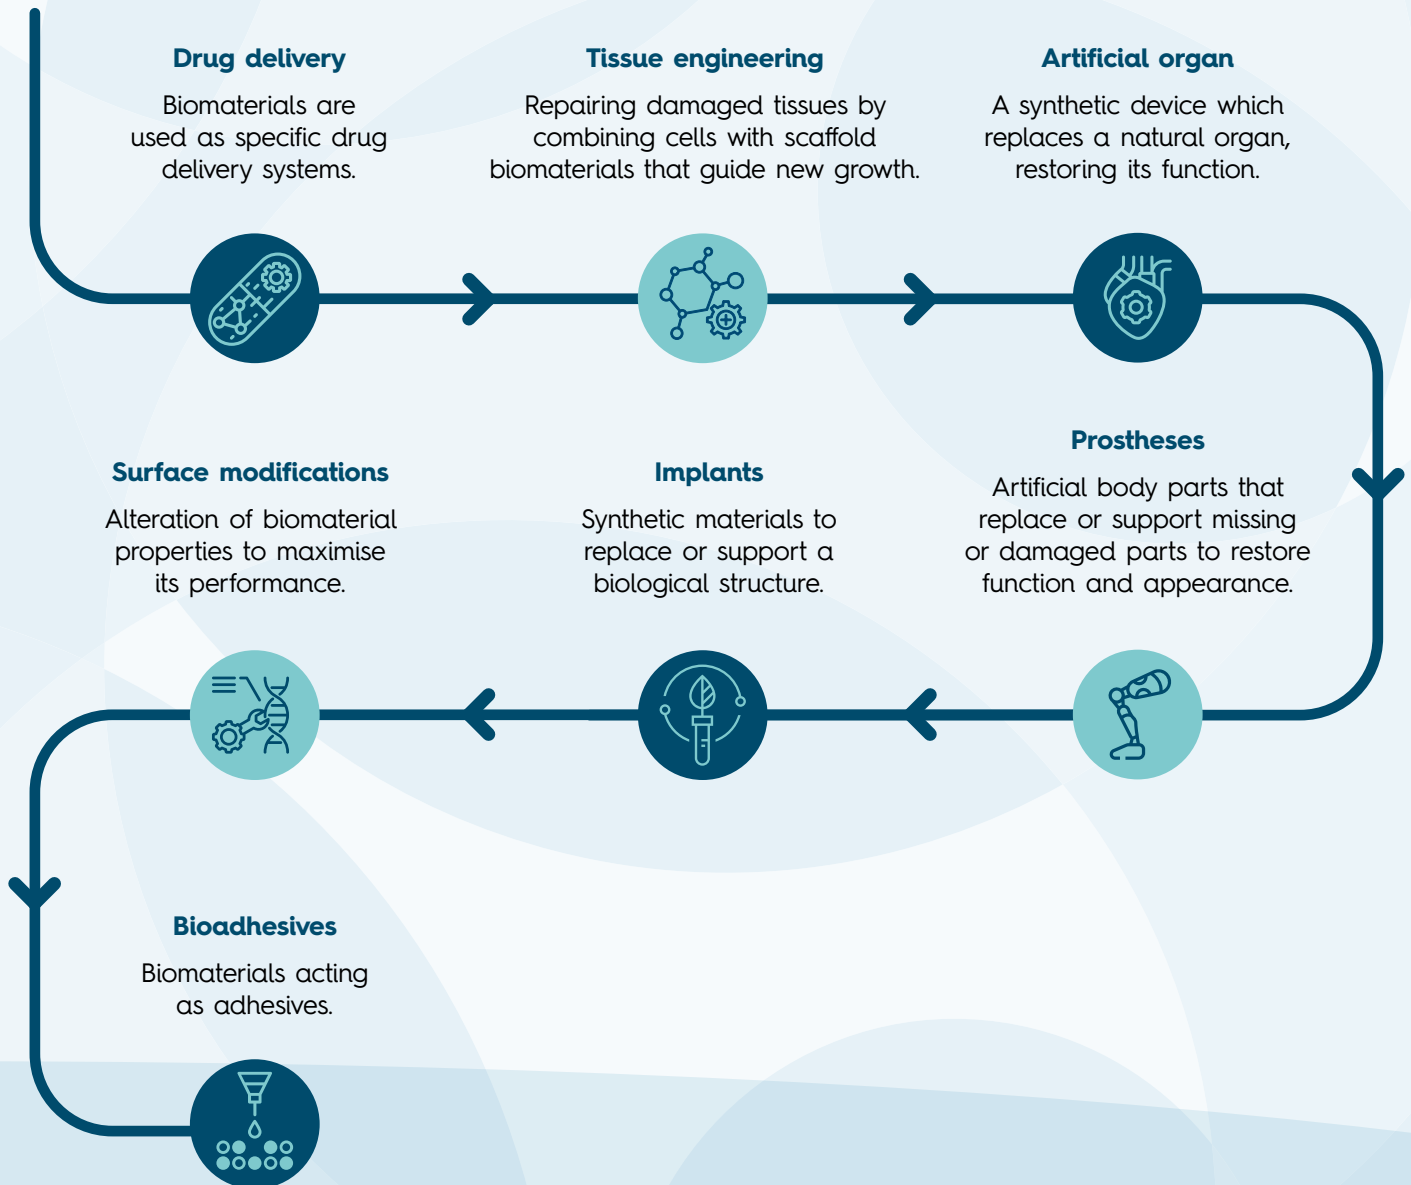 Drug delivery
Biomaterials are
used as specific drug
delivery systems.
Tissue engineering
Repairing damaged tissues by
combining cells with scaffold
biomaterials that guide new growth.
Artificial organ
A synthetic device which
replaces a natural organ,
restoring its function.
Prostheses
Artificial body parts that
replace or support missing
or damaged parts to restore
function and appearance.
Implants
Synthetic materials to
replace or support a
biological structure.
Surface modifications
Alteration of biomaterial
properties to maximise
its performance.
Bioadhesives
Biomaterials acting
as adhesives.